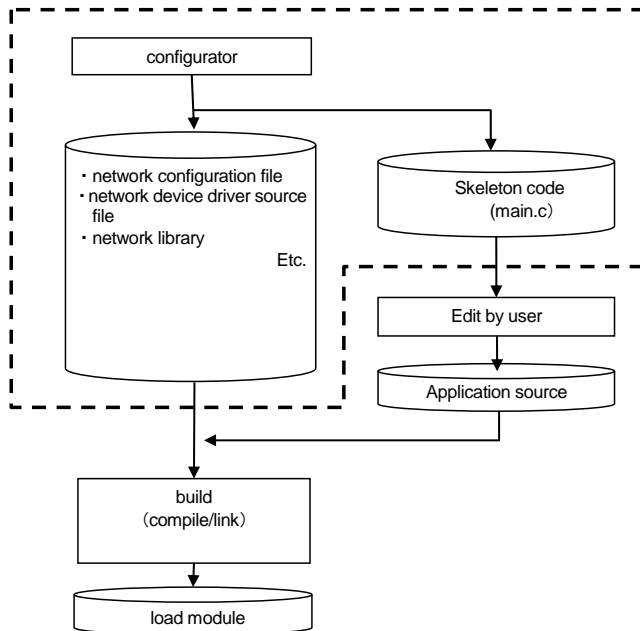 configurator
・network configuration file
・network device driver source
file
・network library
Etc.
Skeleton code
(main.c)
Edit by user
Application source
build
（compile/link）
load module